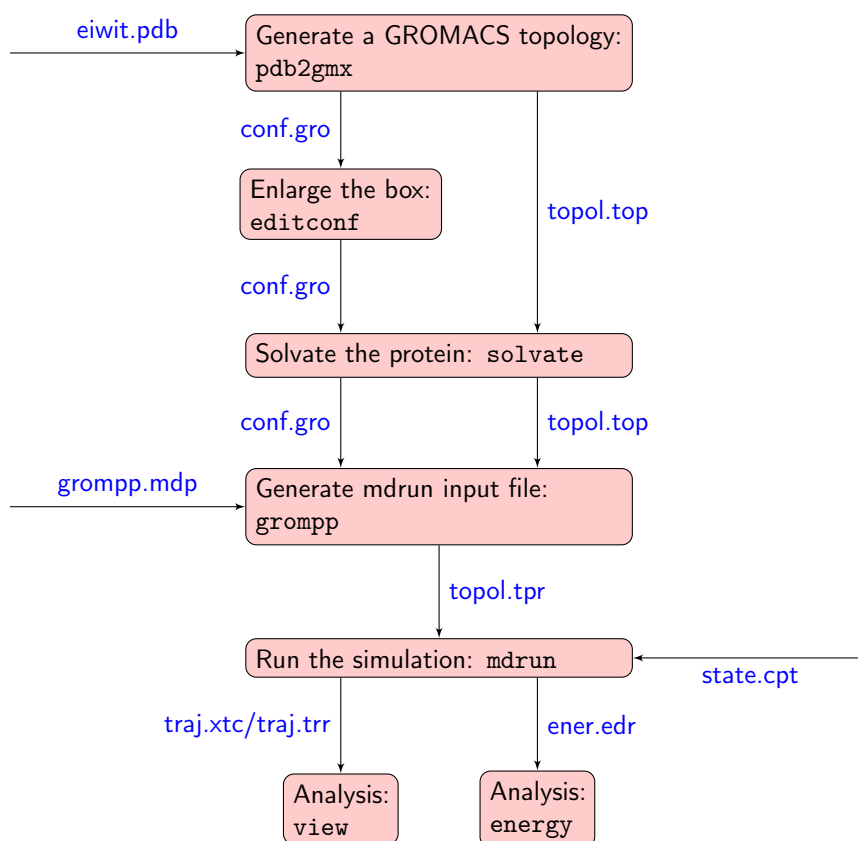 eiwit.pdb
Generate a GROMACS topology:
pdb2gmx
conf.gro
Enlarge the box:
editconf
topol.top
conf.gro
Solvate the protein: solvate
conf.gro
topol.top
grompp.mdp
Generate mdrun input file:
grompp
topol.tpr
Run the simulation: mdrun
state.cpt
traj.xtc/traj.trr
ener.edr
Analysis:
view
Analysis:
energy